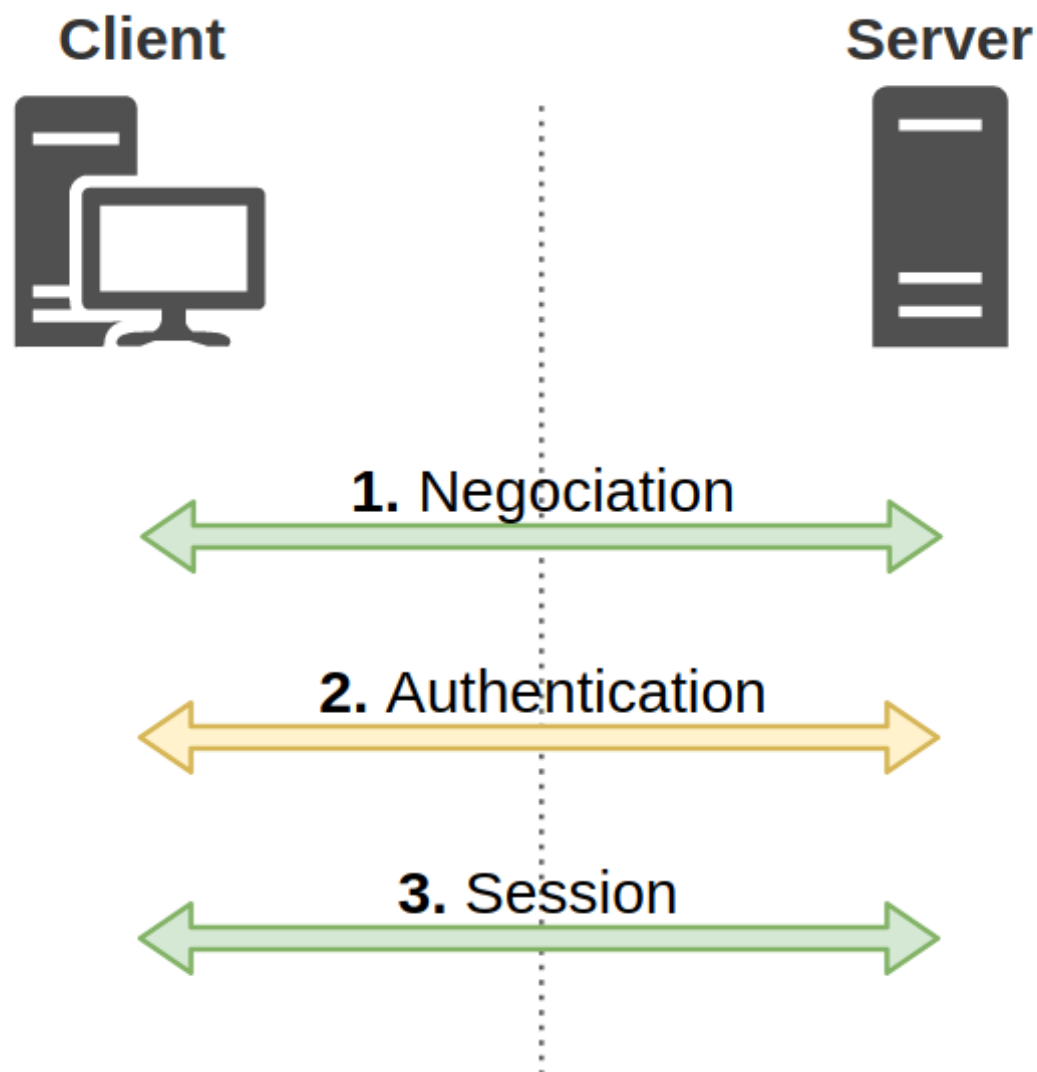 Client
Server
1. Negociation
2. Authentication
3. Session